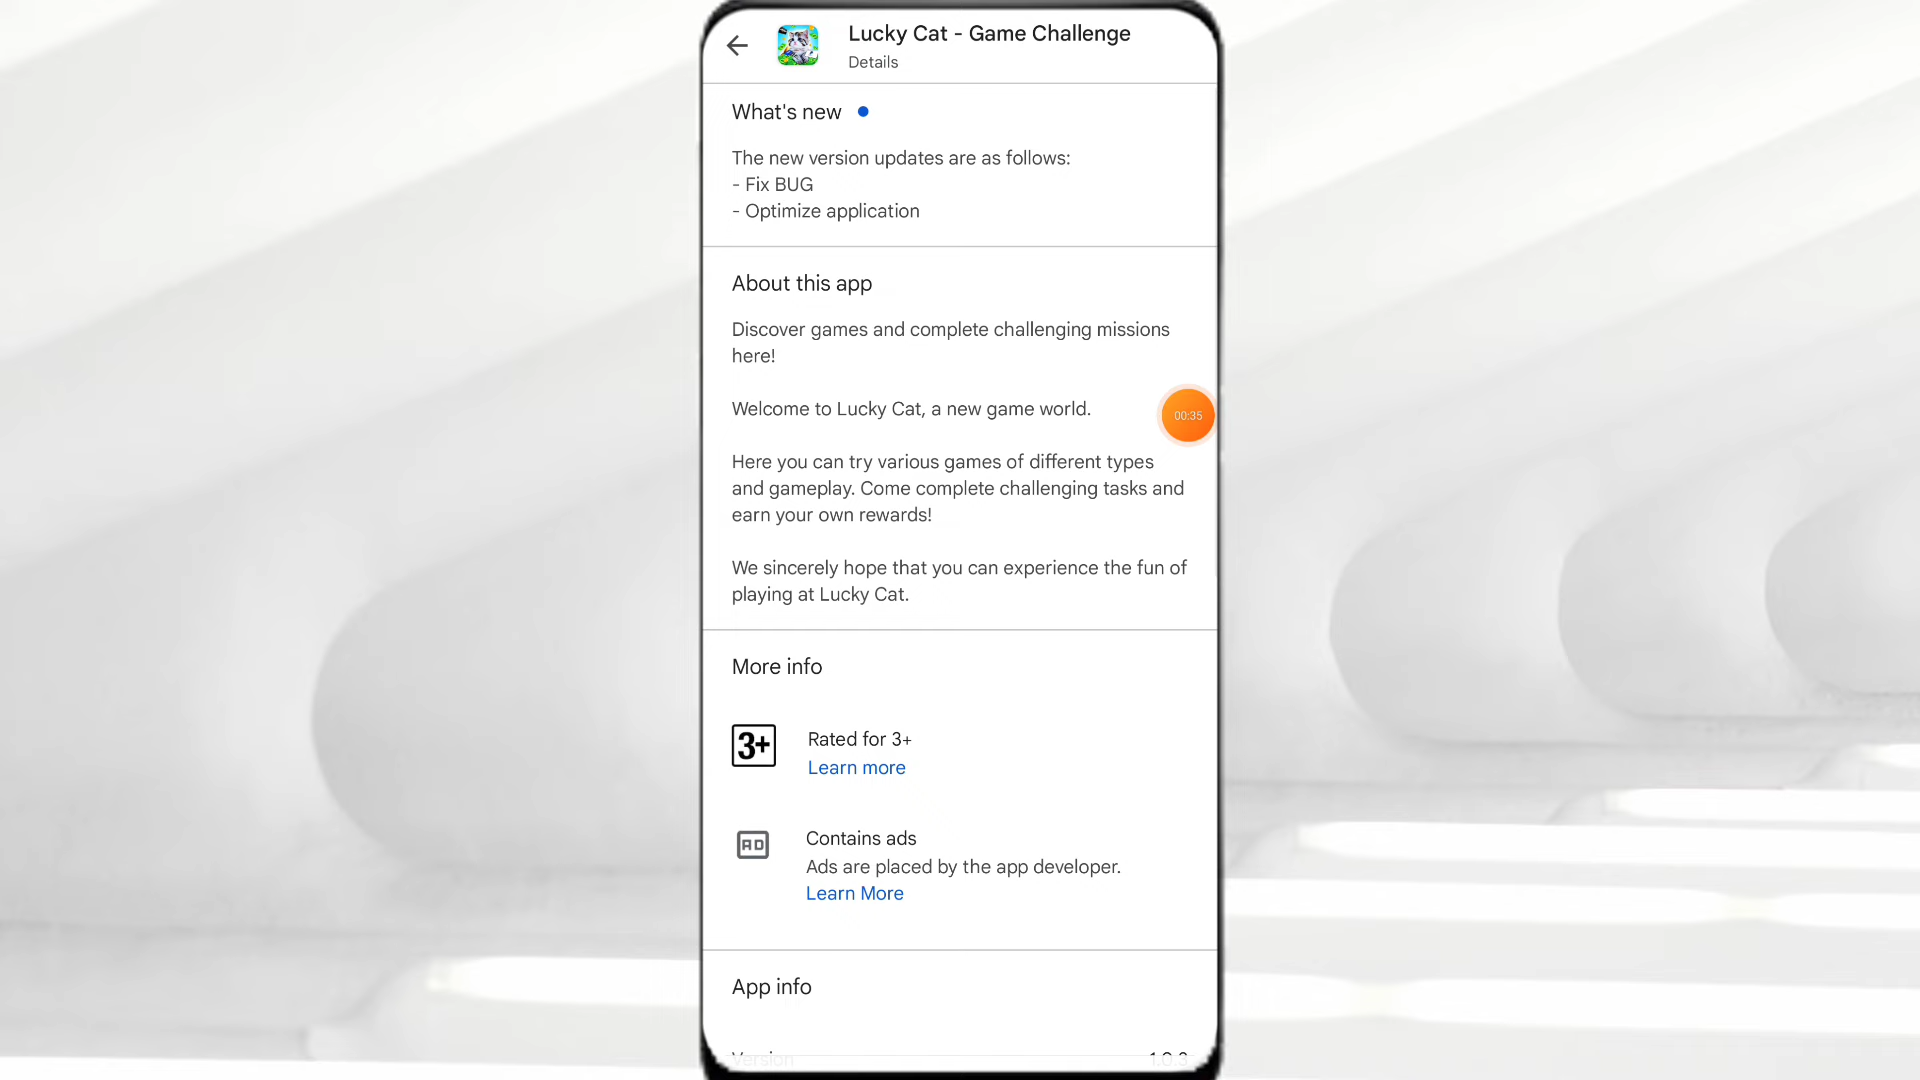 Lucky Cat - Game Challenge
Details
What's new
The new version updates are as follows:
- Fix BUG
- Optimize application
About this app
Discover games and complete challenging missions
here!
Welcome to Lucky Cat, a new game world.
00:35
Here you can try various games of different types
and gameplay. Come complete challenging tasks and
earn your own rewards!
We sincerely hope that you can experience the fun of
playing at Lucky Cat.
More info
3+
Rated for 3+
Learn more
AD
Contains ads
Ads are placed by the app developer.
Learn More
App info
Version 1.0.3